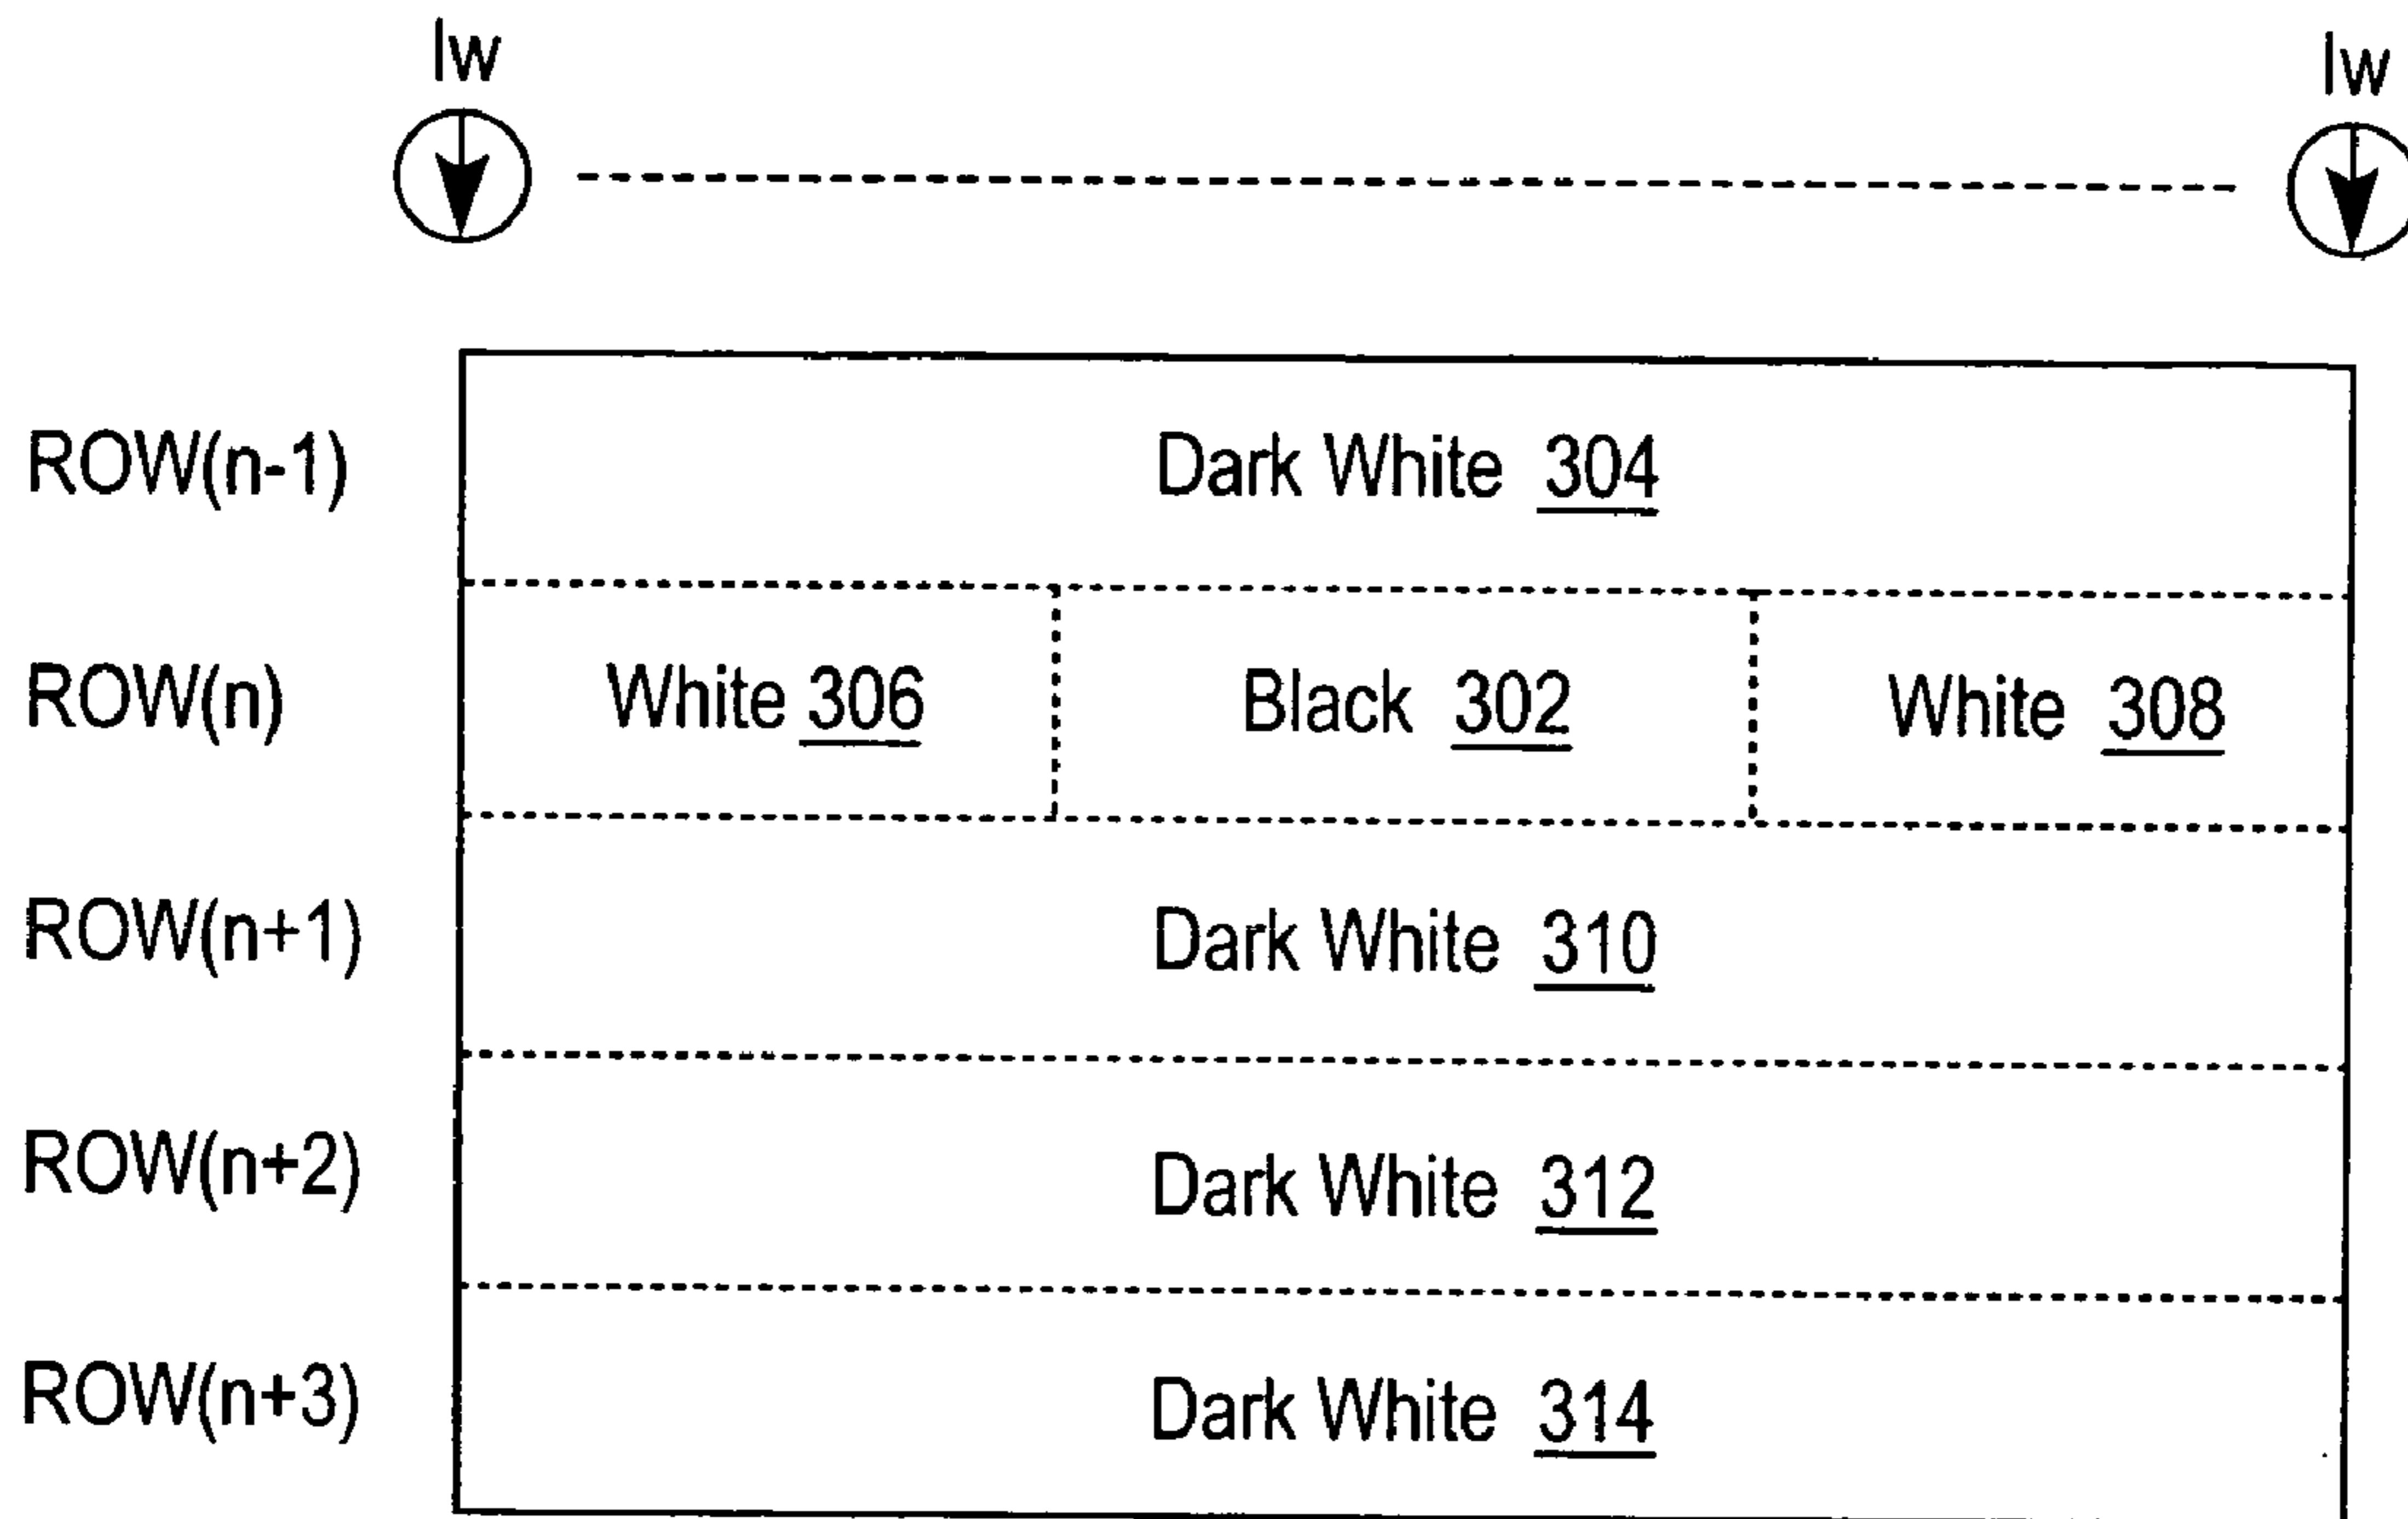 Iw Iw
ROW(n-1) Dark White 304
ROW(n) White 306 Black 302 White 308
ROW(n+1) Dark White 310
ROW(n+2) Dark White 312
ROW(n+3) Dark White 314